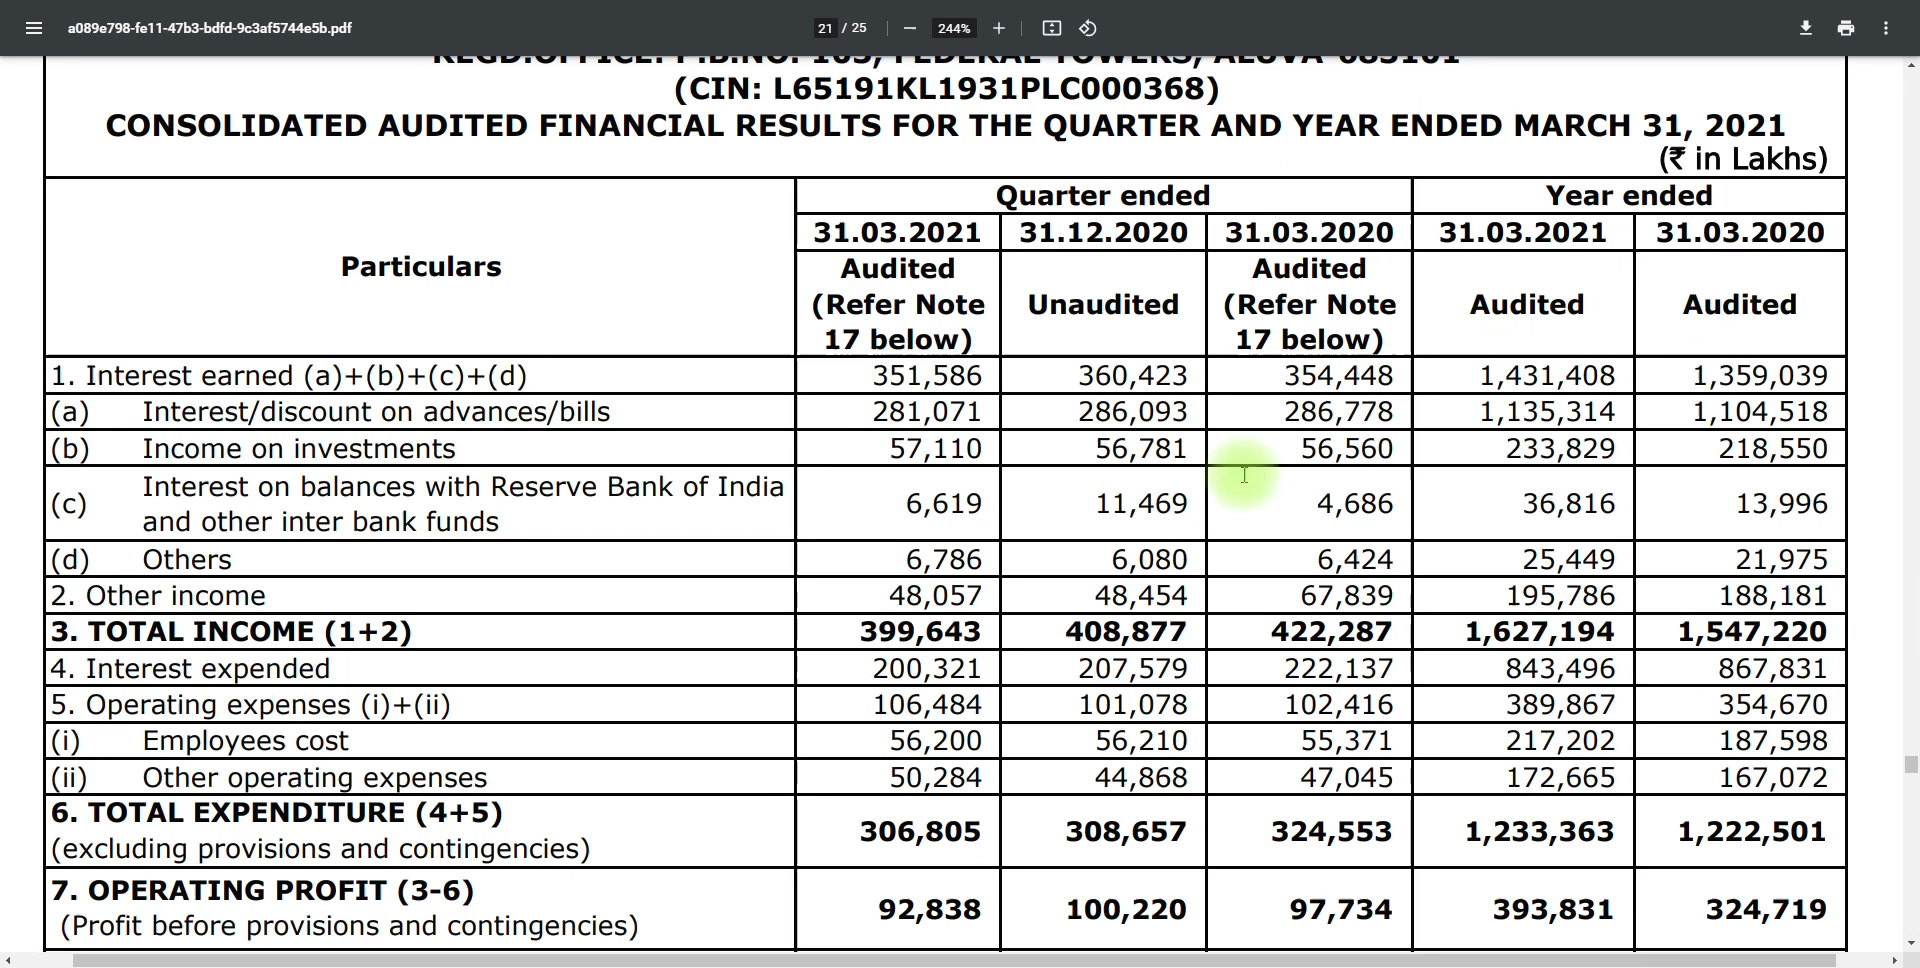 a089e798-fe11-47b3-bdfd-9c3af5744e5b.pdf 21 / 25 244%
REGD.OFFICE: P.B.NO. 103, FEDERAL TOWERS, ALUVA 683101
(CIN: L65191KL1931PLC000368)
CONSOLIDATED AUDITED FINANCIAL RESULTS FOR THE QUARTER AND YEAR ENDED MARCH 31, 2021
(₹ in Lakhs)
Particulars
Quarter ended Year ended
31.03.2021 31.12.2020 31.03.2020 31.03.2021 31.03.2020
Audited (Refer Note 17 below) Unaudited Audited (Refer Note 17 below) Audited Audited
1. Interest earned (a)+(b)+(c)+(d) 351,586 360,423 354,448 1,431,408 1,359,039
(a) Interest/discount on advances/bills 281,071 286,093 286,778 1,135,314 1,104,518
(b) Income on investments 57,110 56,781 56,560 233,829 218,550
(c) Interest on balances with Reserve Bank of India
and other inter bank funds 6,619 11,469 4,686 36,816 13,996
(d) Others 6,786 6,080 6,424 25,449 21,975
2. Other income 48,057 48,454 67,839 195,786 188,181
3. TOTAL INCOME (1+2) 399,643 408,877 422,287 1,627,194 1,547,220
4. Interest expended 200,321 207,579 222,137 843,496 867,831
5. Operating expenses (i)+(ii) 106,484 101,078 102,416 389,867 354,670
(i) Employees cost 56,200 56,210 55,371 217,202 187,598
(ii) Other operating expenses 50,284 44,868 47,045 172,665 167,072
6. TOTAL EXPENDITURE (4+5)
(excluding provisions and contingencies) 306,805 308,657 324,553 1,233,363 1,222,501
7. OPERATING PROFIT (3-6)
(Profit before provisions and contingencies) 92,838 100,220 97,734 393,831 324,719